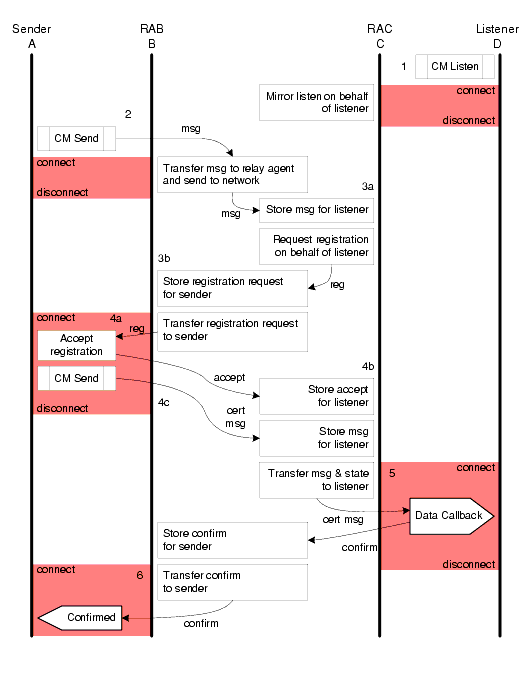 Sender RAB RAC Listener
A B C D
1 CM Listen
connect
Mirror listen on behalf
of listener
disconnect
2
msg
CM Send
connect
Transfer msg to relay agent
and send to network
disconnect
3a
msg
Store msg for listener
Request registration
on behalf of listener
3b
Store registration request
for sender
reg
connect 4a
reg
Transfer registration request
to sender
Accept
registration
4b
accept
CM Send
Store accept
for listener
disconnect 4c
cert
msg
Store msg
for listener
connect
Transfer msg & state
to listener
5
Data Callback
cert msg
Store confirm
for sender
confirm
disconnect
connect
6
Transfer confirm
to sender
Confirmed
confirm